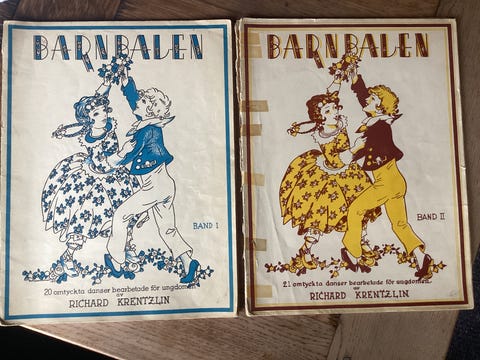 BARNBALEN
BAND I
20 omtyckta danser bearbetade för ungdomen
av
RICHARD KRENTZLIN
BARNBALEN
BAND II
21 omtyckta danser bearbetade för ungdomen
av
RICHARD KRENTZLIN